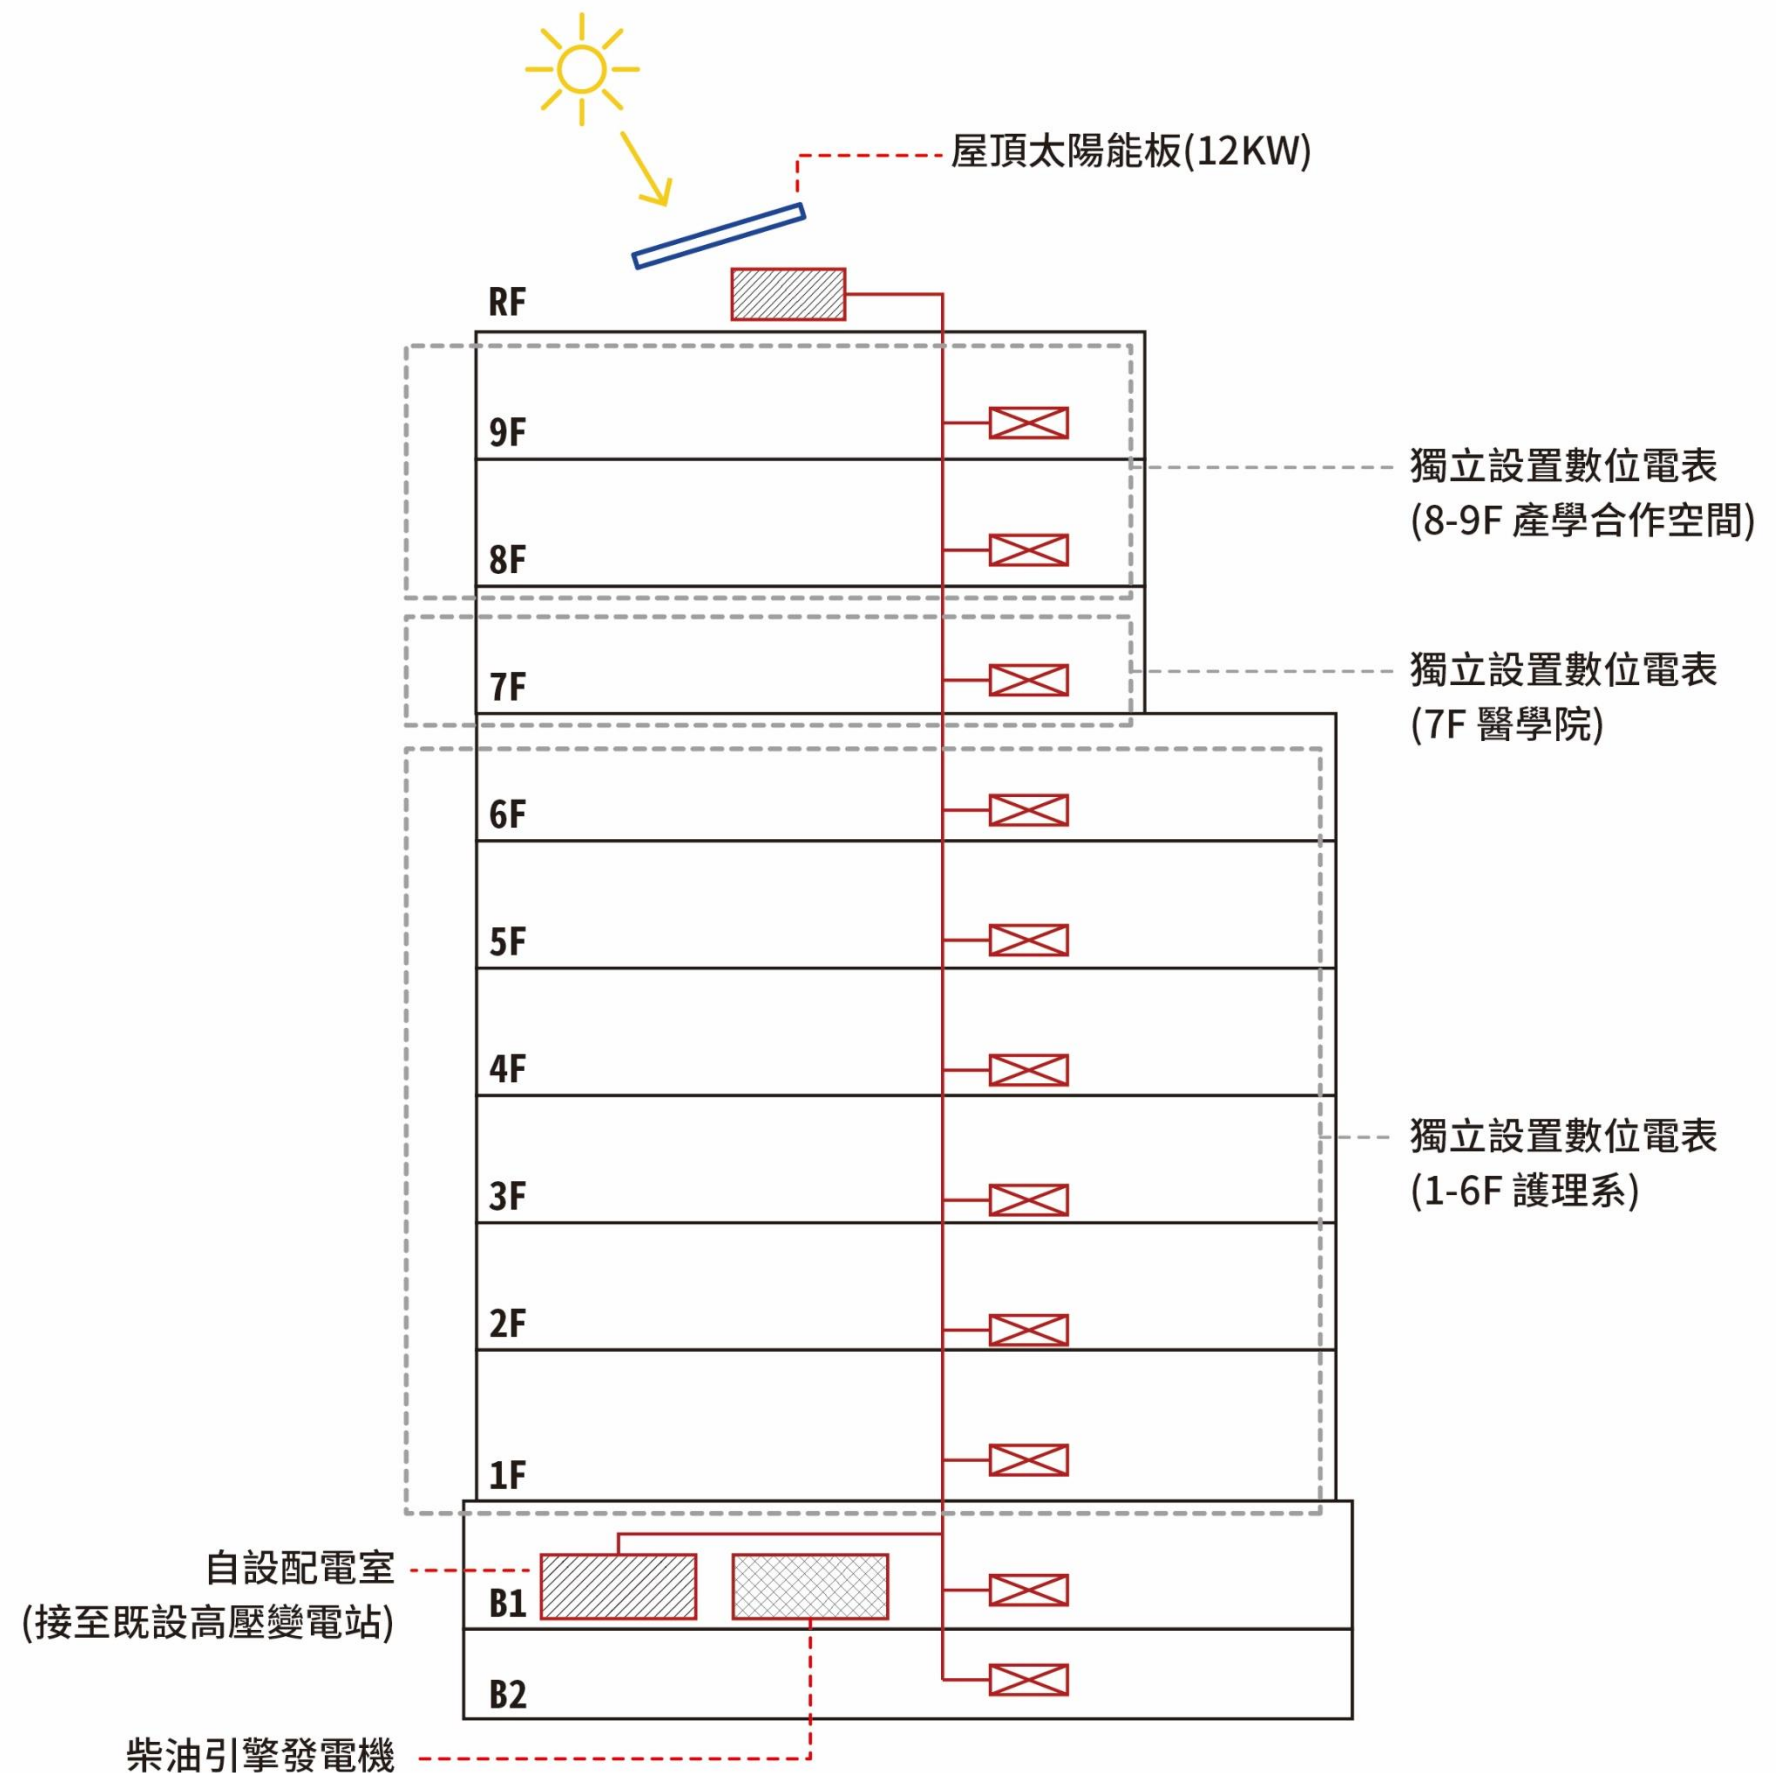 屋頂太陽能板(12KW)
RF
9F
獨立設置數位電表
(8-9F 產學合作空間)
8F
獨立設置數位電表
(7F 醫學院)
7F
6F
5F
4F
獨立設置數位電表
(1-6F 護理系)
3F
2F
1F
自設配電室
(接至既設高壓變電站)
B1
B2
柴油引擎發電機